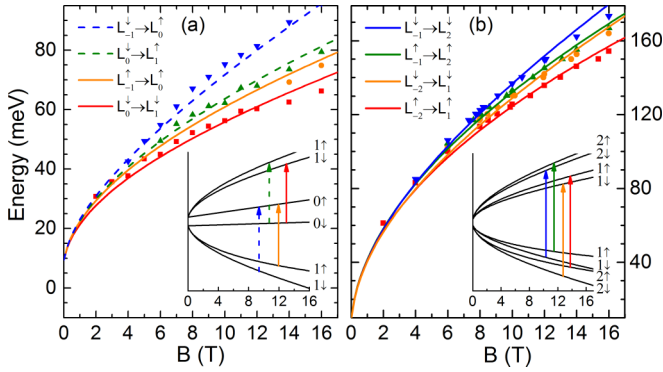 (a)
L↓₋₁→L↑₀
L↓₀→L↑₁
L↑₋₁→L↑₀
L↓₀→L↓₁
Energy (meV)
80
60
40
20
0
1↑
1↓
0↑
0↓
1↑
1↓
0 4 8 12 16
0 2 4 6 8 10 12 14 16
B (T)
(b)
L↓₋₁→L↓₂
L↑₋₁→L↑₂
L↓₋₂→L↓₁
L↑₋₂→L↑₁
160
120
80
40
2↑
2↓
1↑
1↓
1↑
1↓
2↑
2↓
0 4 8 12 16
0 2 4 6 8 10 12 14 16
B (T)